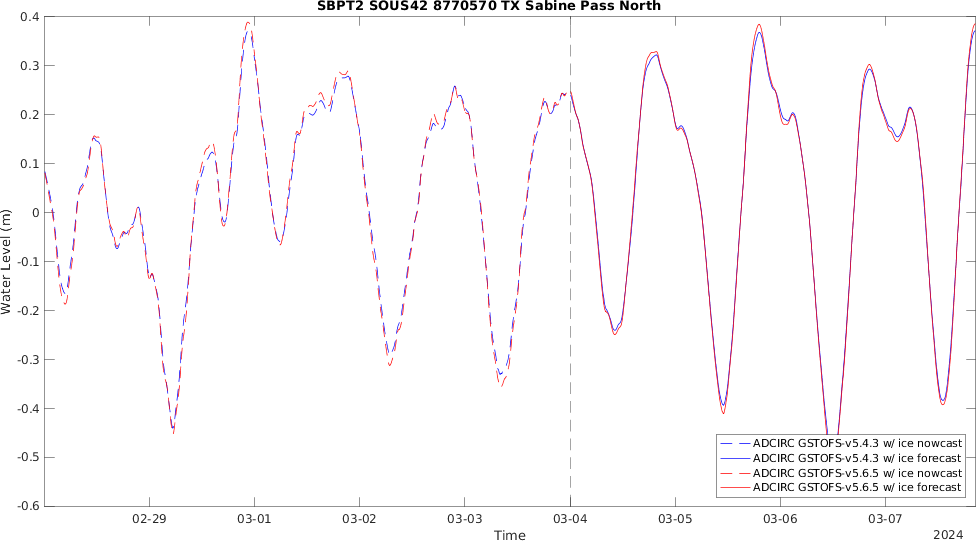 SBPT2 SOUS42 8770570 TX Sabine Pass North
0.4
0.3
0.2
0.1
0
-0.1
-0.2
-0.3
-0.4
-0.5
-0.6
Water Level (m)
02-29
03-01
03-02
03-03
03-04
03-05
03-06
03-07
Time
2024
ADCIRC GSTOFS-v5.4.3 w/ ice nowcast
ADCIRC GSTOFS-v5.4.3 w/ ice forecast
ADCIRC GSTOFS-v5.6.5 w/ ice nowcast
ADCIRC GSTOFS-v5.6.5 w/ ice forecast